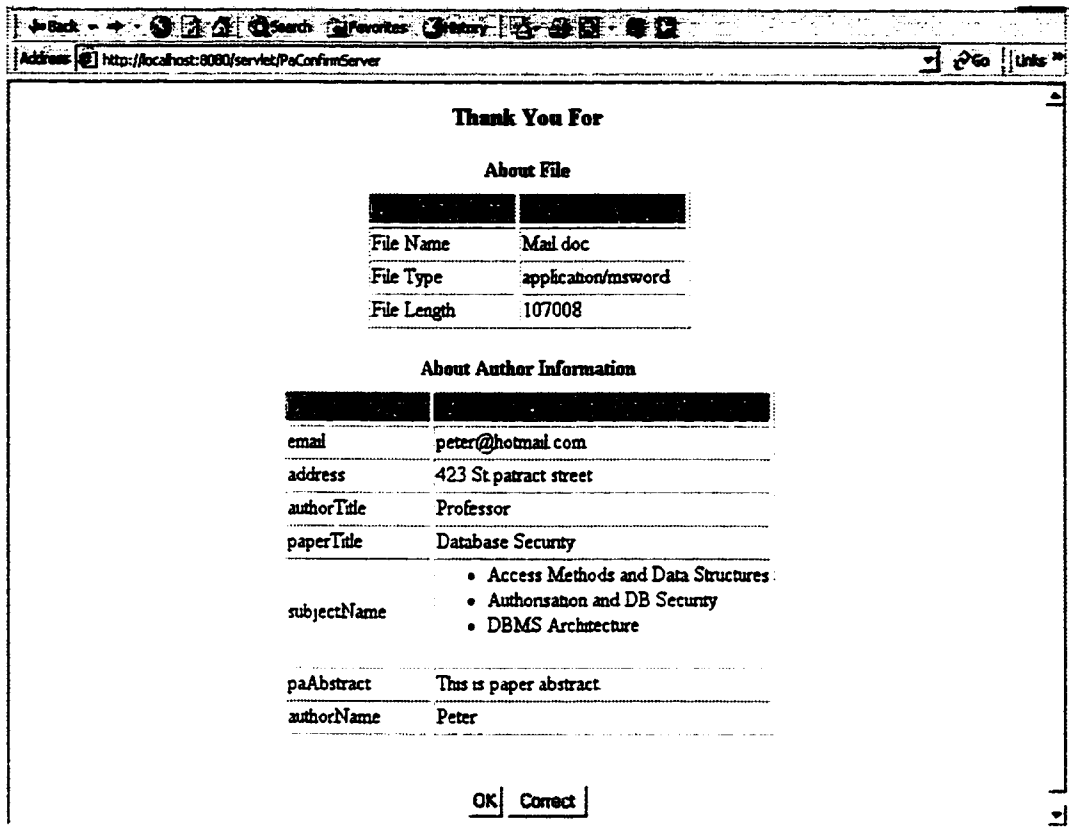 Back Search Favorites History
Address http://localhost:8080/servlet/PaConfirmServer Go Links »
Thank You For
About File
File Name Mail doc
File Type application/msword
File Length 107008
About Author Information
email peter@hotmail.com
address 423 St.patract street
authorTitle Professor
paperTitle Database Security
subjectName
• Access Methods and Data Structures
• Authorisation and DB Security
• DBMS Architecture
paAbstract This is paper abstract.
authorName Peter
OK Correct